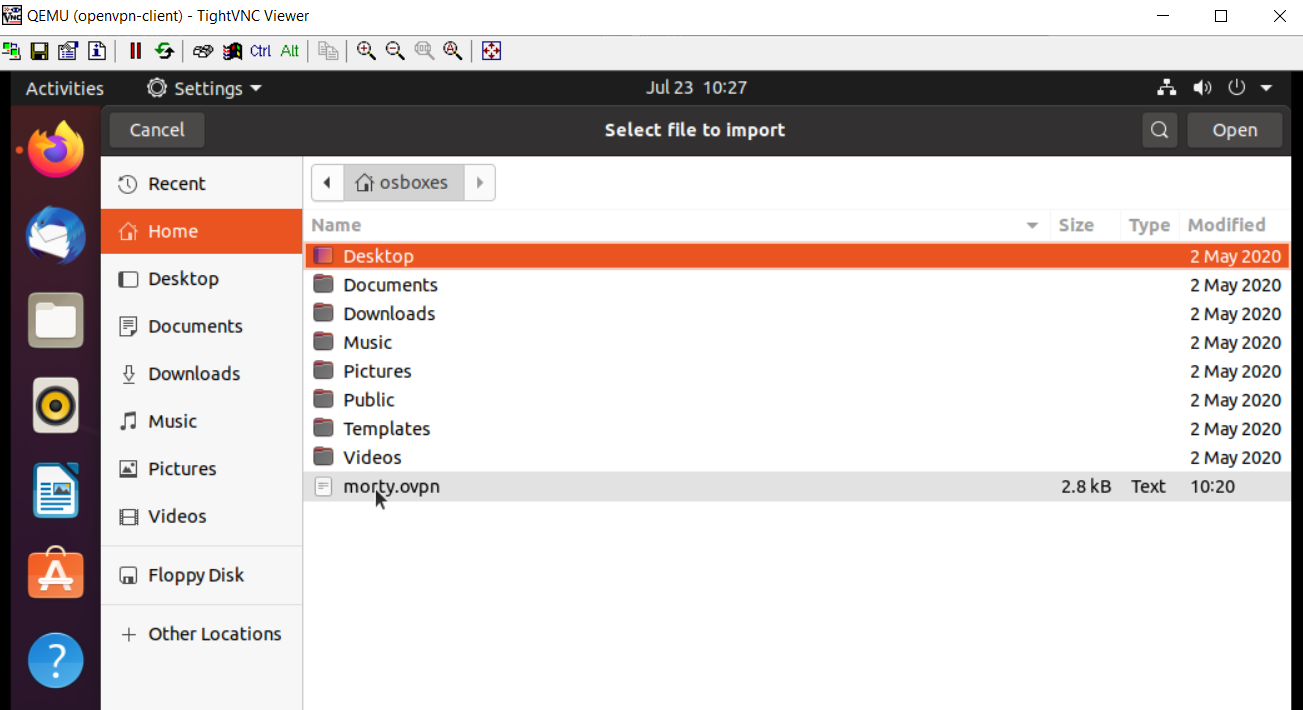 QEMU (openvpn-client) - TightVNC Viewer
Ctrl Alt
Activities Settings Jul 23 10:27
Cancel Select file to import Open
Recent
Home
Desktop
Documents
Downloads
Music
Pictures
Videos
Floppy Disk
Other Locations
osboxes
Name Size Type Modified
Desktop 2 May 2020
Documents 2 May 2020
Downloads 2 May 2020
Music 2 May 2020
Pictures 2 May 2020
Public 2 May 2020
Templates 2 May 2020
Videos 2 May 2020
morty.ovpn 2.8 kB Text 10:20